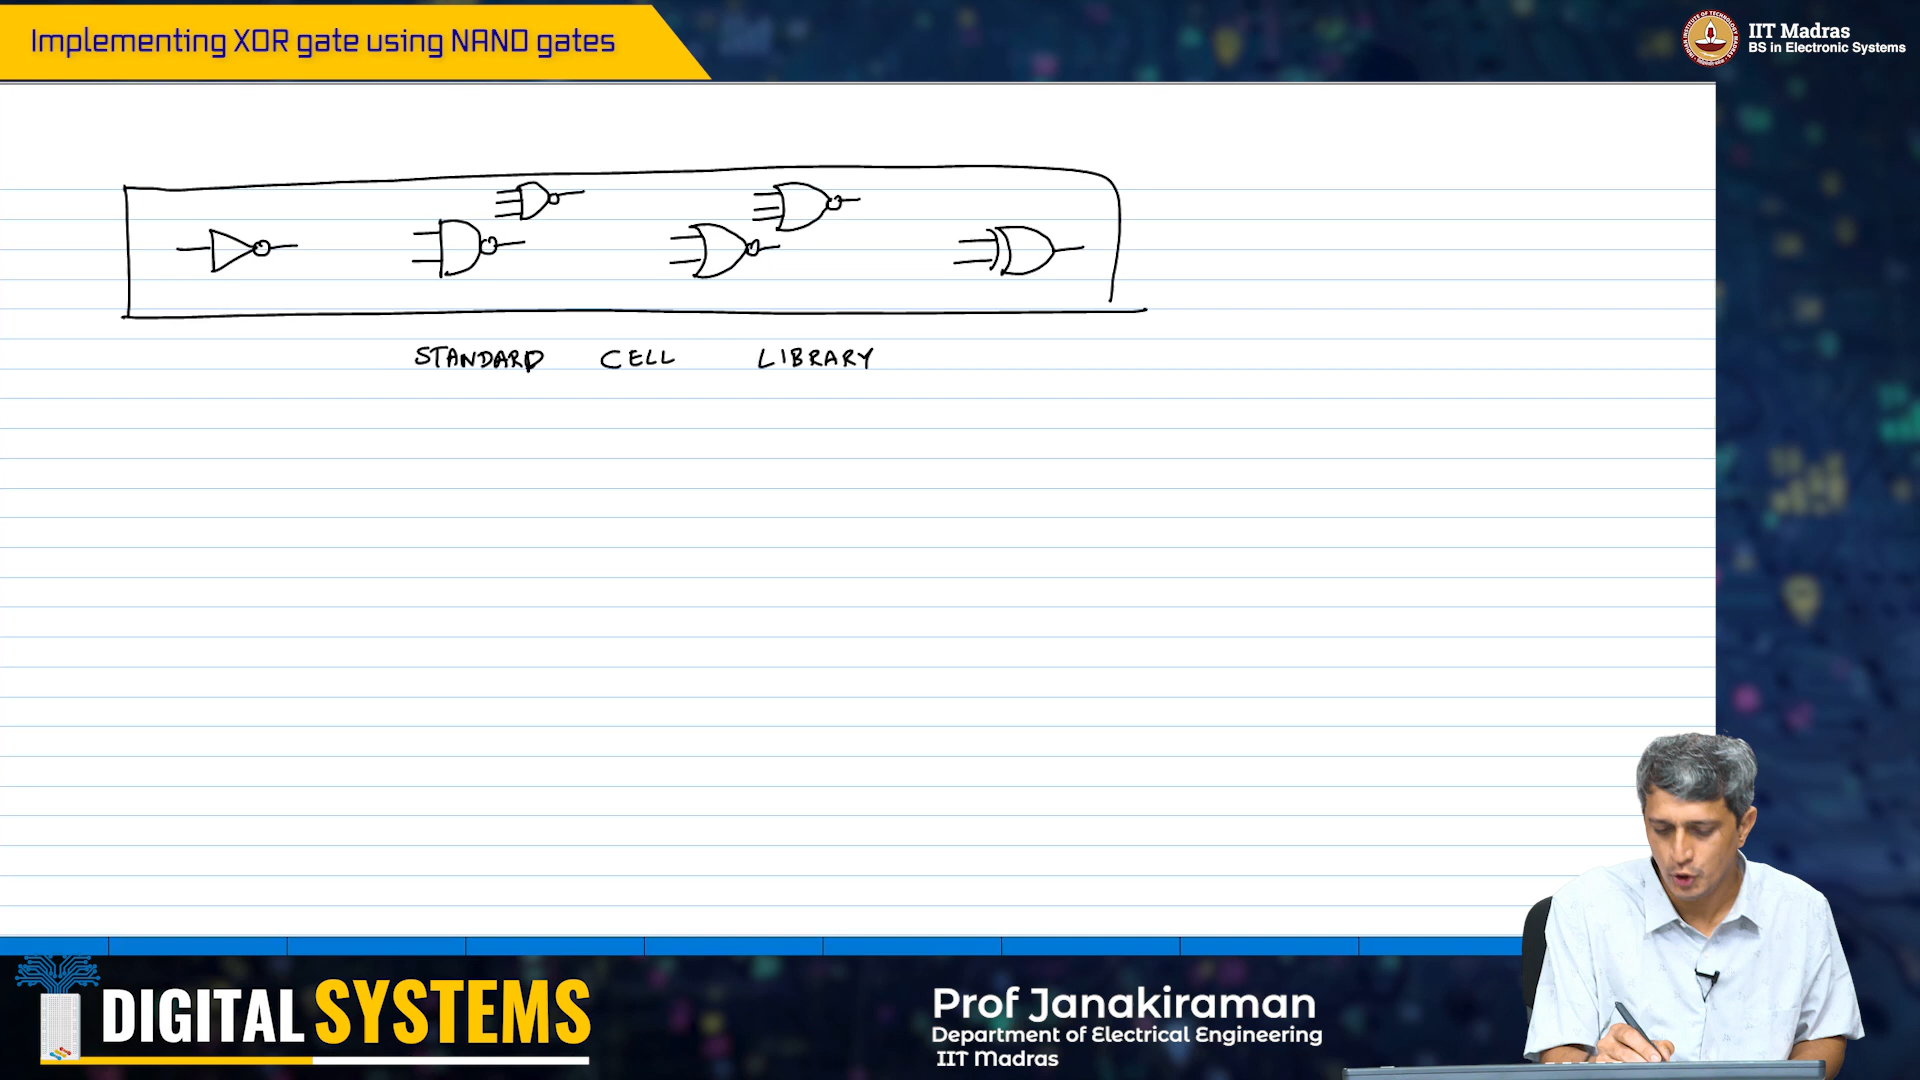 Implementing XOR gate using NAND gates
IIT Madras
BS in Electronic Systems
STANDARD CELL LIBRARY
DIGITAL SYSTEMS
Prof Janakiraman
Department of Electrical Engineering
IIT Madras